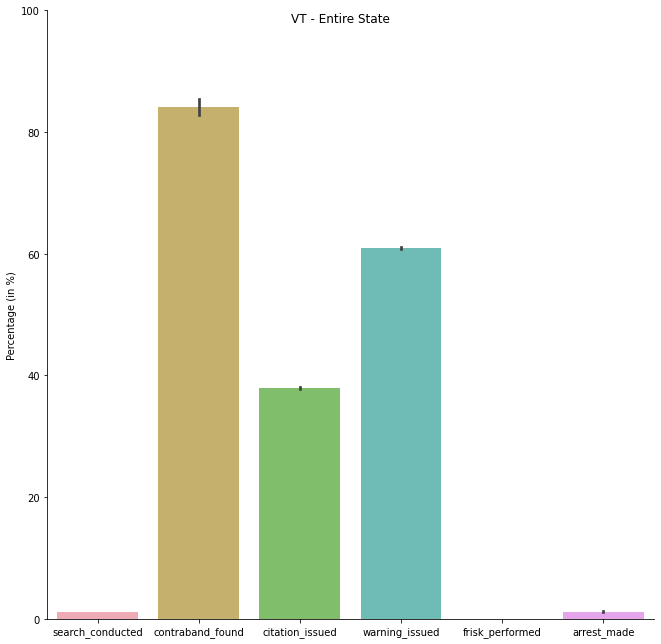 VT - Entire State
Percentage (in %)
100
80
60
40
20
0
search_conducted contraband_found citation_issued warning_issued frisk_performed arrest_made